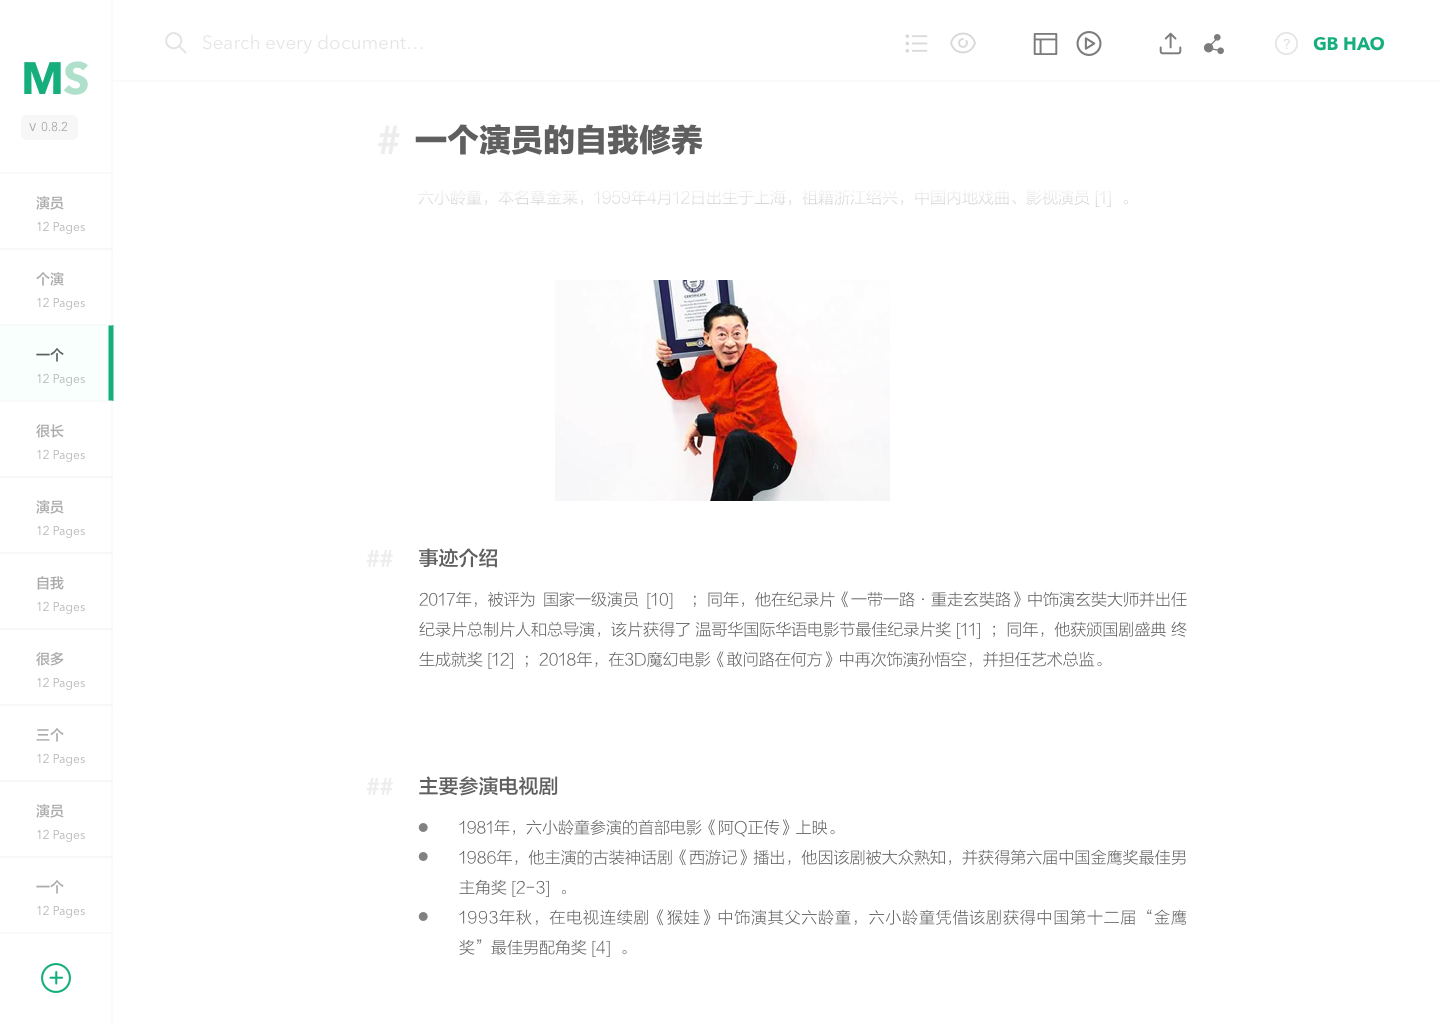 Search every document...
GB HAO
MS
V 0.8.2
演员
12 Pages
个演
12 Pages
一个
12 Pages
很长
12 Pages
演员
12 Pages
自我
12 Pages
很多
12 Pages
三个
12 Pages
演员
12 Pages
一个
12 Pages
# 一个演员的自我修养
六小龄童，本名章金莱，1959年4月12日出生于上海，祖籍浙江绍兴，中国内地戏曲、影视演员 [1] 。
CERTIFICATE
## 事迹介绍
2017年，被评为 国家一级演员 [10] ；同年，他在纪录片《一带一路·重走玄奘路》中饰演玄奘大师并出任
纪录片总制片人和总导演，该片获得了 温哥华国际华语电影节最佳纪录片奖 [11] ；同年，他获颁国剧盛典 终
生成就奖 [12] ；2018年，在3D魔幻电影《敢问路在何方》中再次饰演孙悟空，并担任艺术总监。
## 主要参演电视剧
● 1981年，六小龄童参演的首部电影《阿Q正传》上映。
● 1986年，他主演的古装神话剧《西游记》播出，他因该剧被大众熟知，并获得第六届中国金鹰奖最佳男
主角奖 [2-3] 。
● 1993年秋，在电视连续剧《猴娃》中饰演其父六龄童，六小龄童凭借该剧获得中国第十二届“金鹰
奖”最佳男配角奖 [4] 。